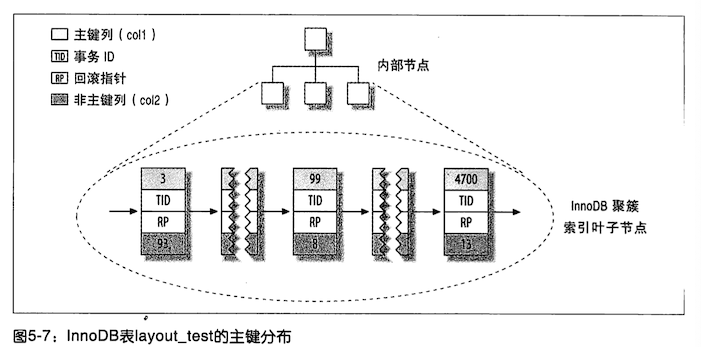 主键列(col1)
TID 事务 ID
RP 回滚指针
非主键列(col2)
内部节点
3 99 4700
TID TID TID
RP RP RP
93 8 13
InnoDB 聚簇
索引叶子节点
图5-7：InnoDB表layout_test的主键分布